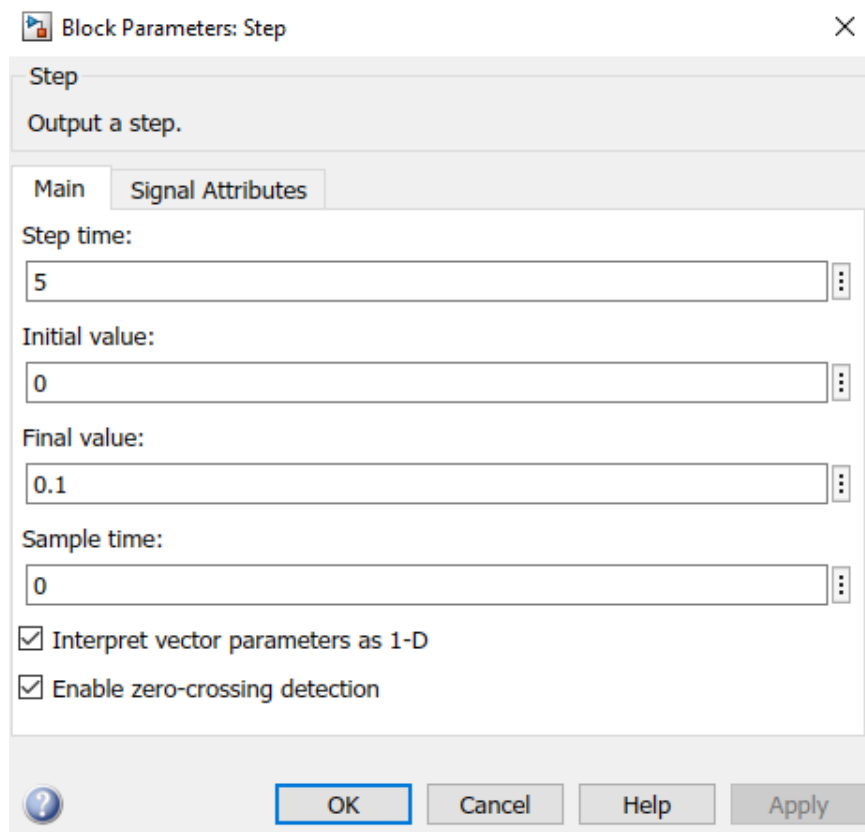 Block Parameters: Step
Step
Output a step.
Main Signal Attributes
Step time:
5
Initial value:
0
Final value:
0.1
Sample time:
0
Interpret vector parameters as 1-D
Enable zero-crossing detection
? OK Cancel Help Apply